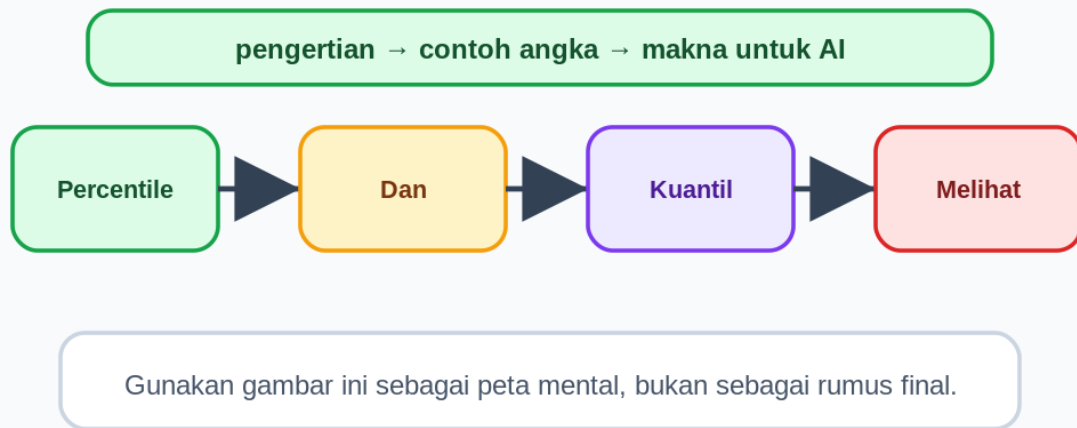 pengertian → contoh angka → makna untuk AI
Percentile
Dan
Kuantil
Melihat
Gunakan gambar ini sebagai peta mental, bukan sebagai rumus final.